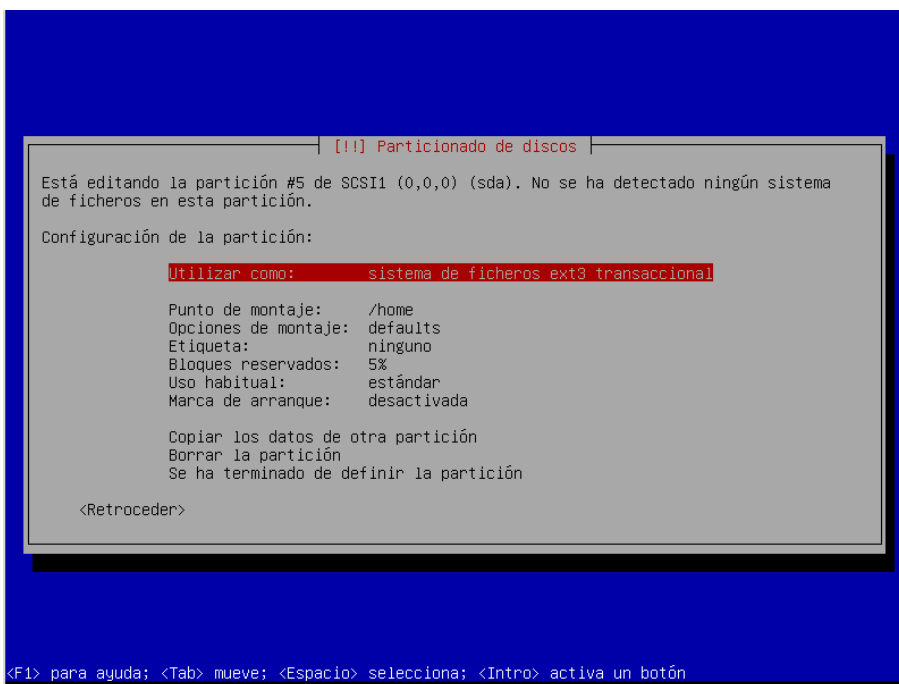 [!!] Particionado de discos
Está editando la partición #5 de SCSI1 (0,0,0) (sda). No se ha detectado ningún sistema
de ficheros en esta partición.
Configuración de la partición:
Utilizar como: sistema de ficheros ext3 transaccional
Punto de montaje: /home
Opciones de montaje: defaults
Etiqueta: ninguno
Bloques reservados: 5%
Uso habitual: estándar
Marca de arranque: desactivada
Copiar los datos de otra partición
Borrar la partición
Se ha terminado de definir la partición
<Retroceder>
<F1> para ayuda; <Tab> mueve; <Espacio> selecciona; <Intro> activa un botón